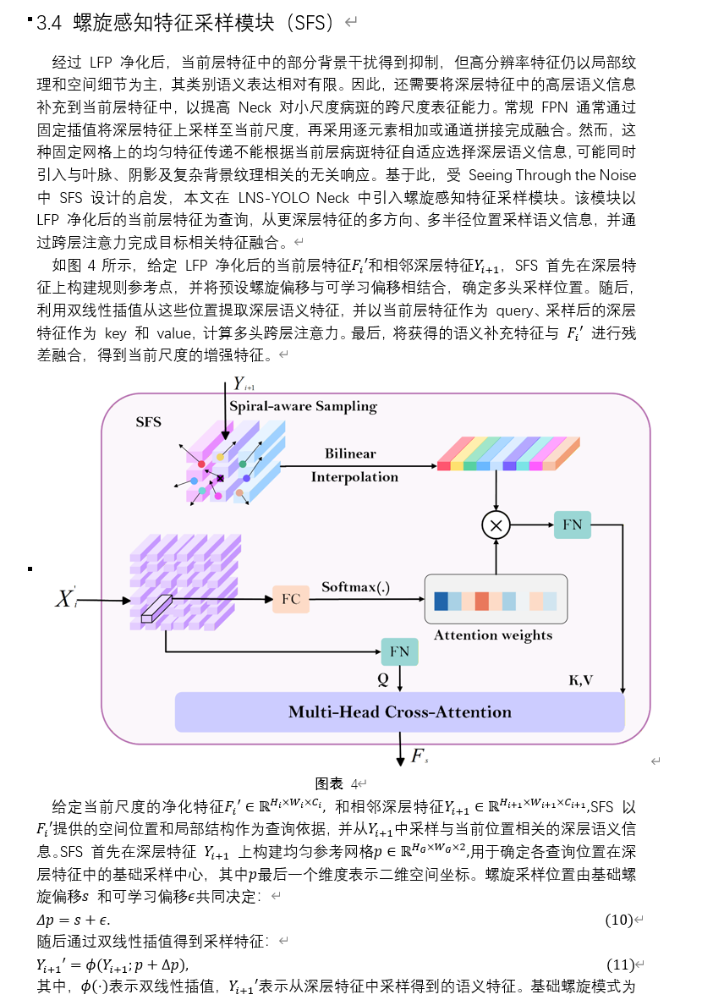 3.4 螺旋感知特征采样模块（SFS）
经过 LFP 净化后，当前层特征中的部分背景干扰得到抑制，但高分辨率特征仍以局部纹
理和空间细节为主，其类别语义表达相对有限。因此，还需要将深层特征中的高层语义信息
补充到当前层特征中，以提高 Neck 对小尺度病斑的跨尺度表征能力。常规 FPN 通常通过
固定插值将深层特征上采样至当前尺度，再采用逐元素相加或通道拼接完成融合。然而，这
种固定网格上的均匀特征传递不能根据当前层病斑特征自适应选择深层语义信息，可能同时
引入与叶脉、阴影及复杂背景纹理相关的无关响应。基于此，受 Seeing Through the Noise
中 SFS 设计的启发，本文在 LNS-YOLO Neck 中引入螺旋感知特征采样模块。该模块以
LFP 净化后的当前层特征为查询，从更深层特征的多方向、多半径位置采样语义信息，并通
过跨层注意力完成目标相关特征融合。
如图 4 所示，给定 LFP 净化后的当前层特征Fᵢ′和相邻深层特征Yᵢ₊₁，SFS 首先在深层特
征上构建规则参考点，并将预设螺旋偏移与可学习偏移相结合，确定多头采样位置。随后，
利用双线性插值从这些位置提取深层语义特征，并以当前层特征作为 query、采样后的深层
特征作为 key 和 value，计算多头跨层注意力。最后，将获得的语义补充特征与 Fᵢ′ 进行残
差融合，得到当前尺度的增强特征。
Yᵢ₊₁
Spiral-aware Sampling
SFS
Bilinear
Interpolation
FN
Xᵢ′
FC
Softmax(.)
Attention weights
FN
Q
K,V
Multi-Head Cross-Attention
Fₛ
图表 4
给定当前尺度的净化特征Fᵢ′ ∈ ℝ^{Hᵢ×Wᵢ×Cᵢ}, 和相邻深层特征Yᵢ₊₁ ∈ ℝ^{Hᵢ₊₁×Wᵢ₊₁×Cᵢ₊₁},SFS 以
Fᵢ′提供的空间位置和局部结构作为查询依据，并从Yᵢ₊₁中采样与当前位置相关的深层语义信
息。SFS 首先在深层特征 Yᵢ₊₁ 上构建均匀参考网格p ∈ ℝ^{H_G×W_G×2},用于确定各查询位置在深
层特征中的基础采样中心，其中p最后一个维度表示二维空间坐标。螺旋采样位置由基础螺
旋偏移s 和可学习偏移ϵ共同决定：
Δp = s + ϵ. (10)
随后通过双线性插值得到采样特征：
Yᵢ₊₁′ = ϕ(Yᵢ₊₁; p + Δp), (11)
其中，ϕ(·)表示双线性插值，Yᵢ₊₁′表示从深层特征中采样得到的语义特征。基础螺旋模式为